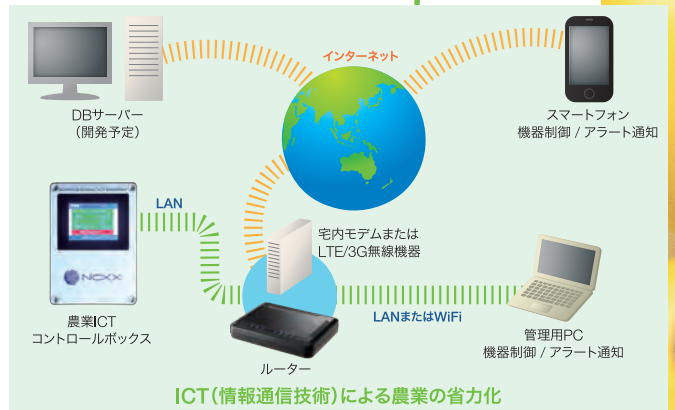 インターネット
DBサーバー
(開発予定)
スマートフォン
機器制御 / アラート通知
LAN
宅内モデムまたは
LTE/3G無線機器
NCXX
農業ICT
コントロールボックス
LANまたはWiFi
ルーター
管理用PC
機器制御 / アラート通知
ICT(情報通信技術)による農業の省力化